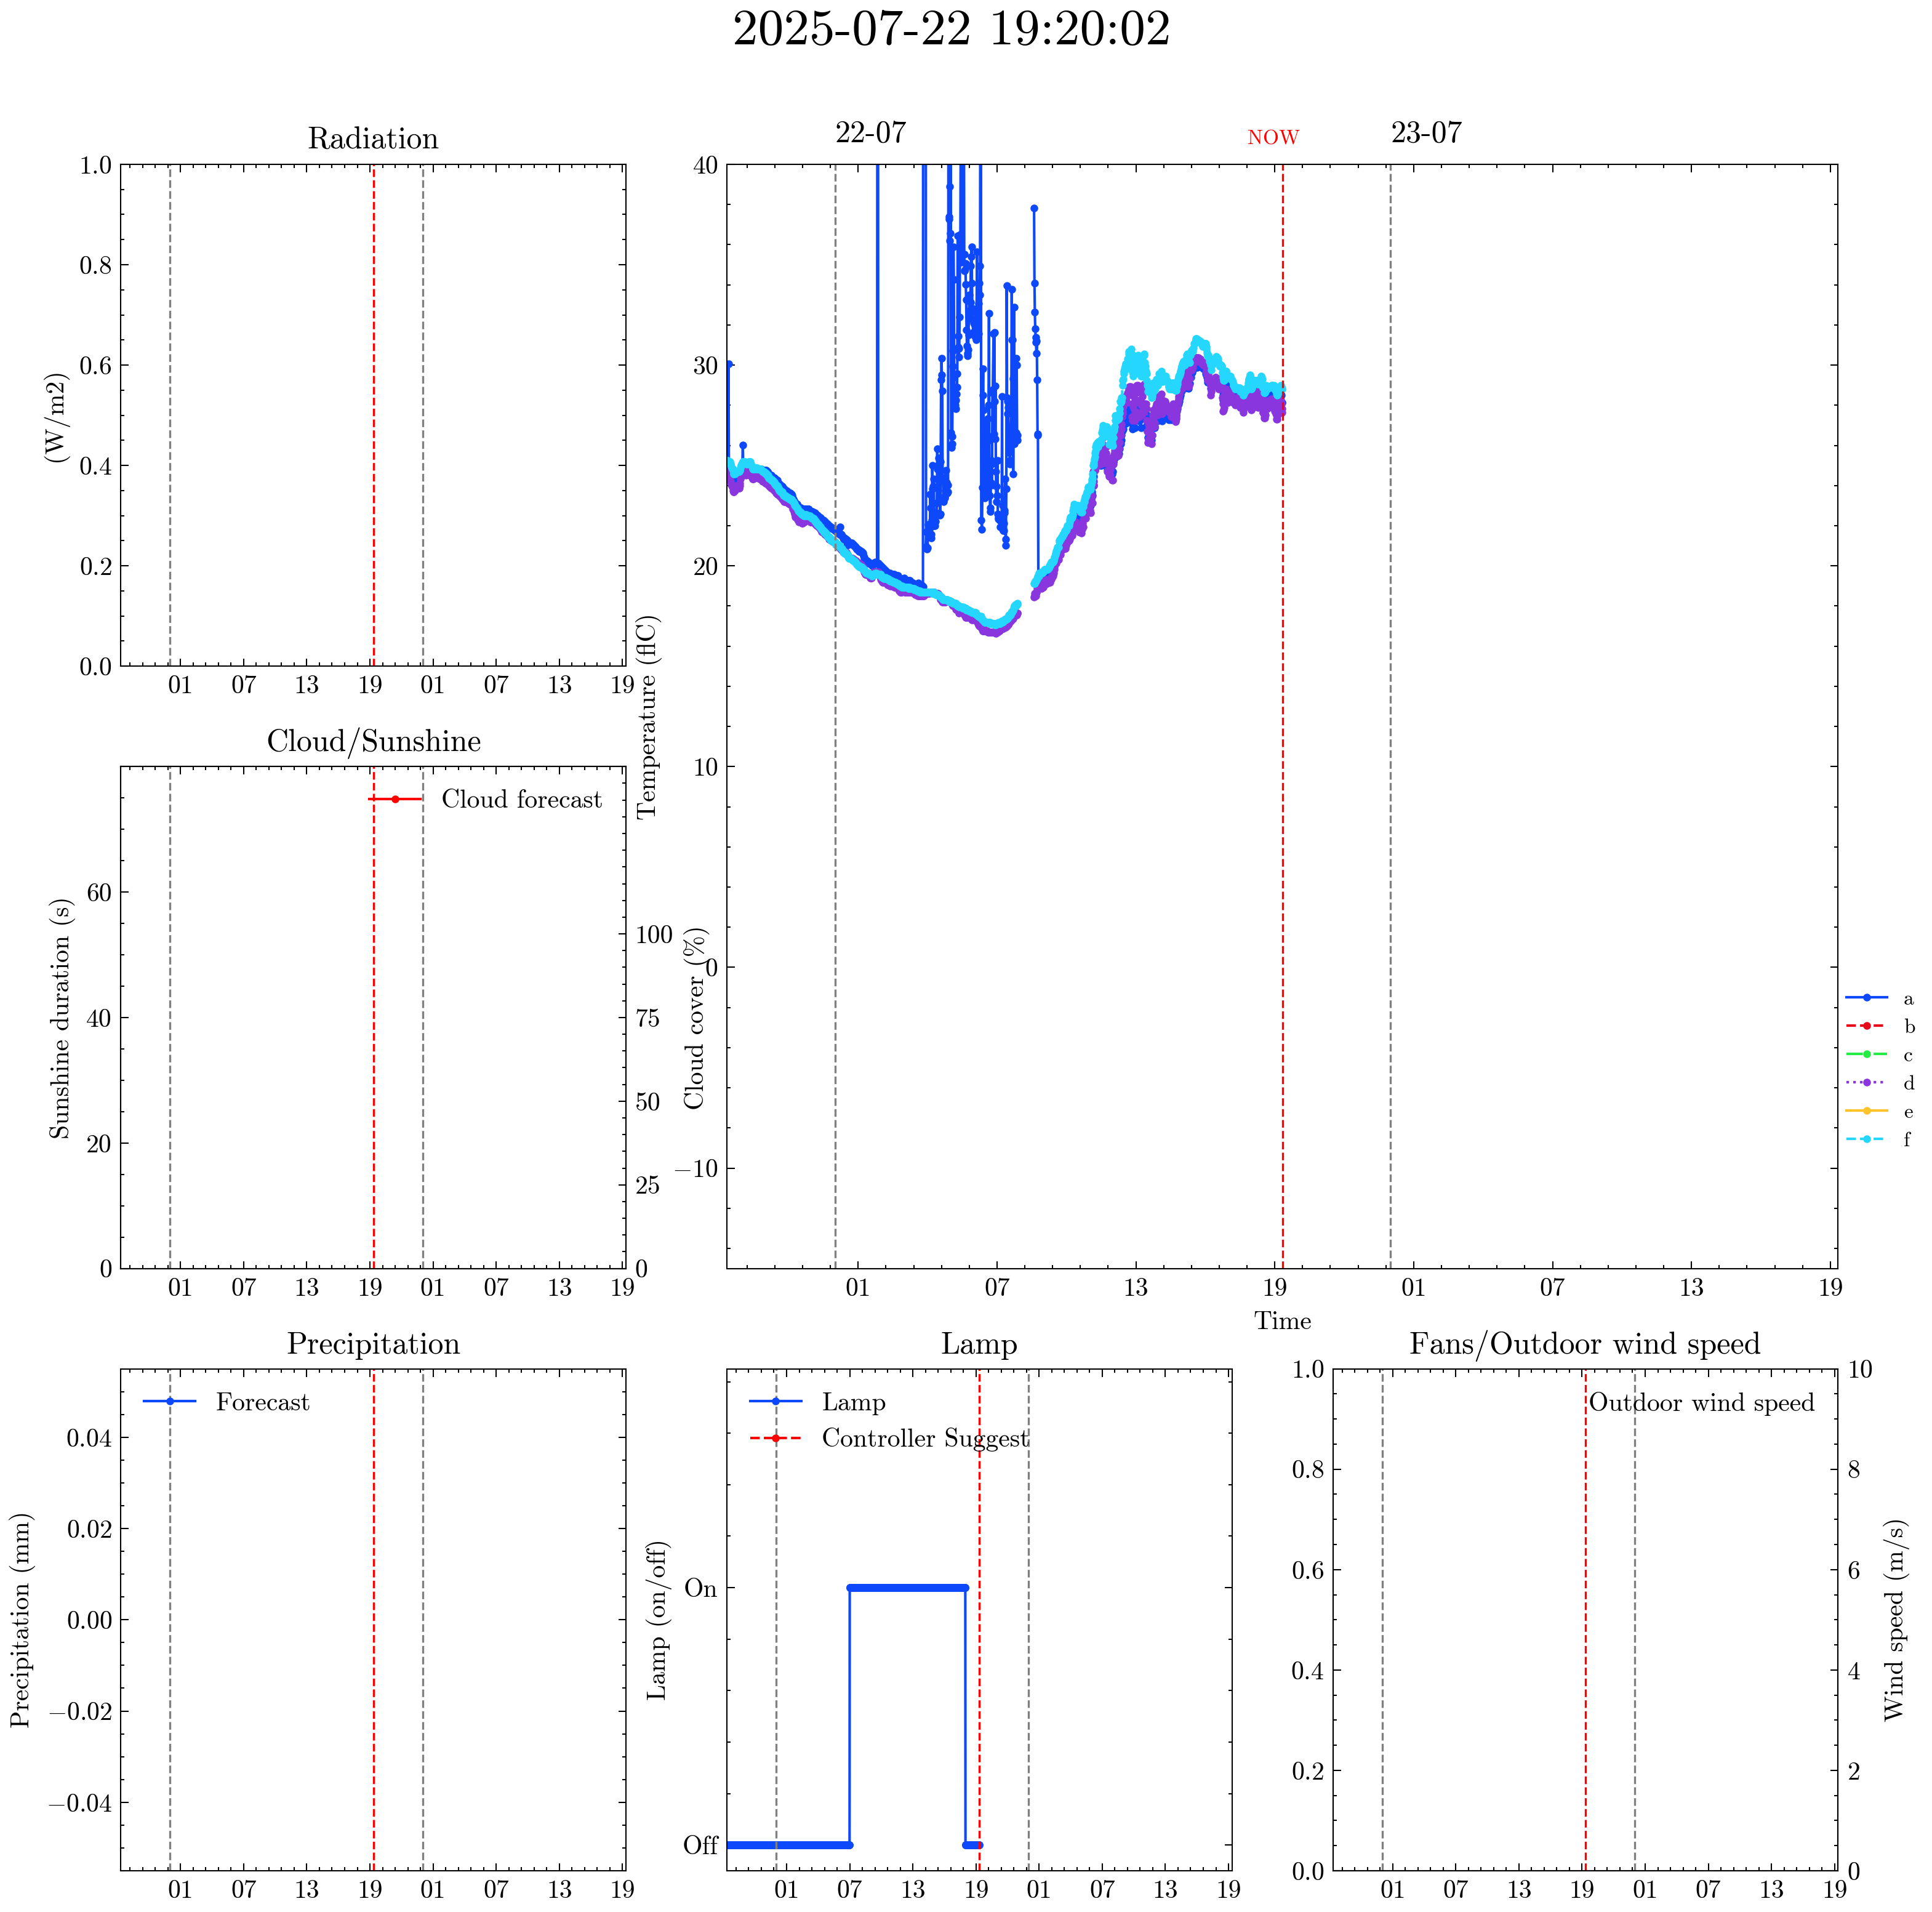 2025-07-22 19:20:02
Radiation
(W/m2)
1.0
0.8
0.6
0.4
0.2
0.0
01 07 13 19 01 07 13 19
22-07
NOW
23-07
Temperature (flC)
40
30
20
10
0
−10
01 07 13 19 01 07 13 19
Time
a
b
c
d
e
f
Cloud/Sunshine
Cloud forecast
Sunshine duration (s)
60
40
20
0
Cloud cover (%)
100
75
50
25
0
01 07 13 19 01 07 13 19
Precipitation
Forecast
Precipitation (mm)
0.04
0.02
0.00
−0.02
−0.04
01 07 13 19 01 07 13 19
Lamp
Lamp
Controller Suggest
Lamp (on/off)
On
Off
01 07 13 19 01 07 13 19
Fans/Outdoor wind speed
Outdoor wind speed
1.0
0.8
0.6
0.4
0.2
0.0
10
8
6
4
2
0
Wind speed (m/s)
01 07 13 19 01 07 13 19